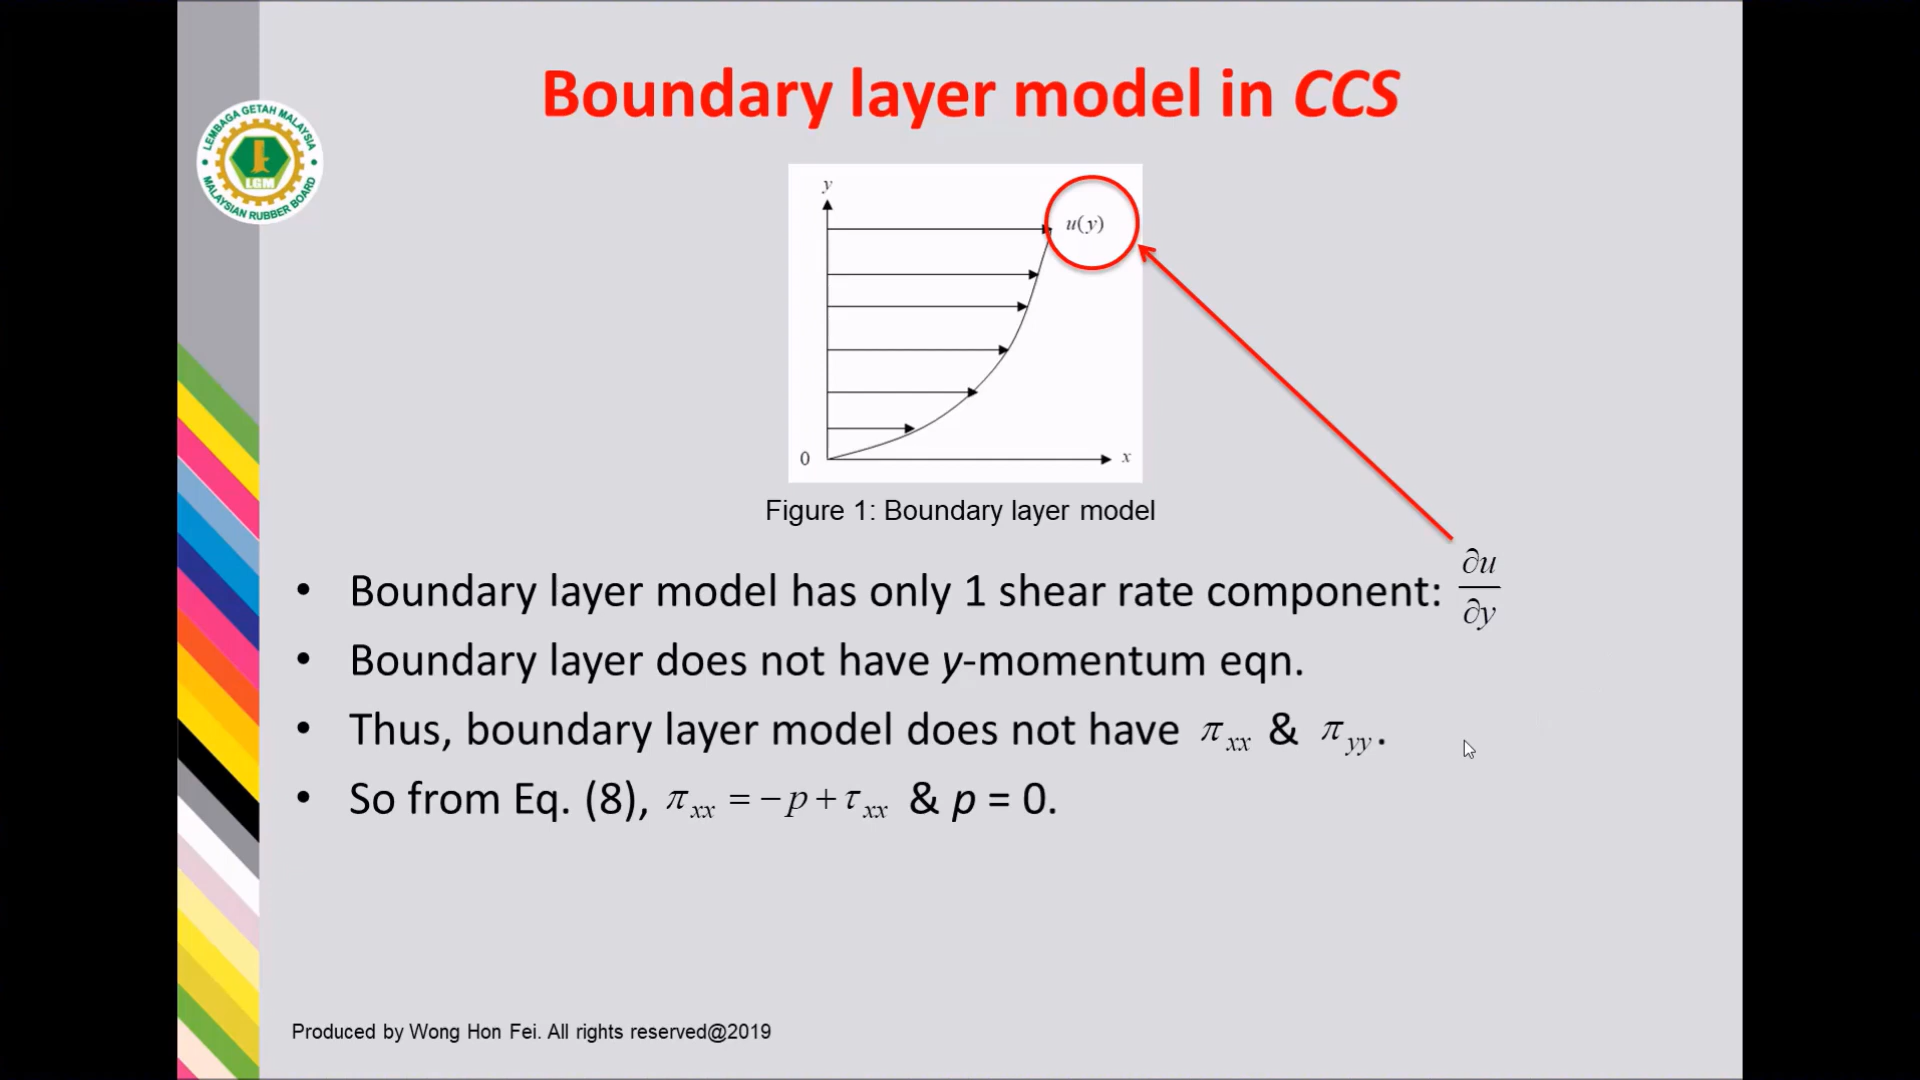 Boundary layer model in CCS
LEMBAGA GETAH MALAYSIA
LGM
MALAYSIAN RUBBER BOARD
y
u(y)
0
x
Figure 1: Boundary layer model
• Boundary layer model has only 1 shear rate component: ∂u/∂y
• Boundary layer does not have y-momentum eqn.
• Thus, boundary layer model does not have π_xx & π_yy.
• So from Eq. (8), π_xx = −p + τ_xx & p = 0.
Produced by Wong Hon Fei. All rights reserved@2019